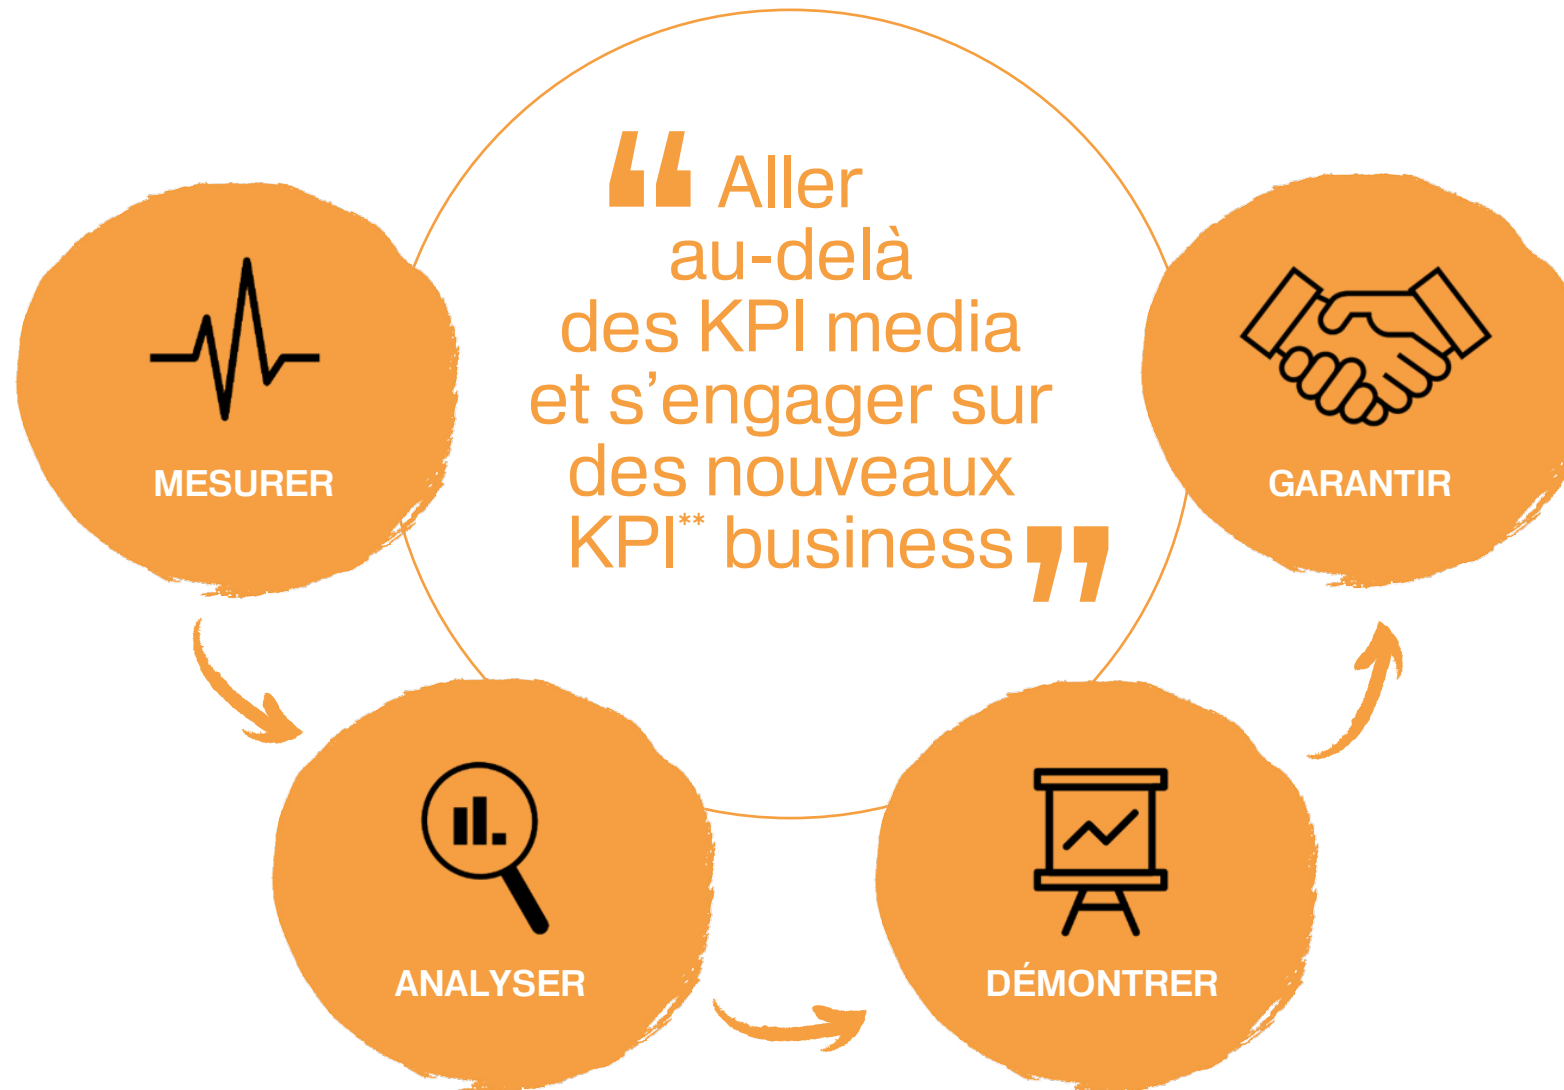 “ Aller
au-delà
des KPI media
et s’engager sur
des nouveaux
KPI** business ”
MESURER
GARANTIR
ANALYSER
DÉMONTRER